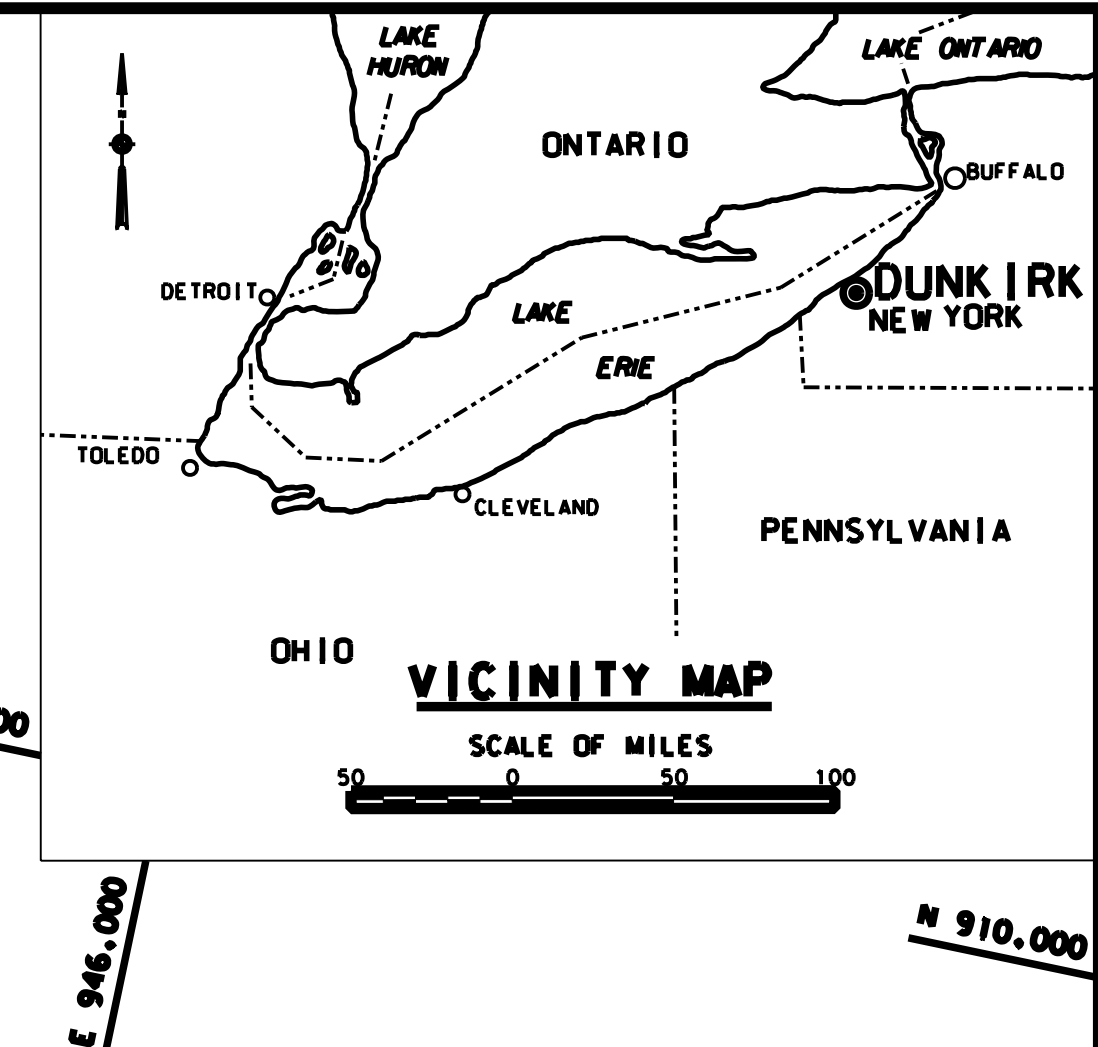 LAKE
HURON
LAKE ONTARIO
N
ONTARIO
BUFFALO
DETROIT
DUNKIRK
NEW YORK
LAKE
ERIE
TOLEDO
CLEVELAND
PENNSYLVANIA
OHIO
VICINITY MAP
SCALE OF MILES
50 0 50 100
E 946,000
N 910,000